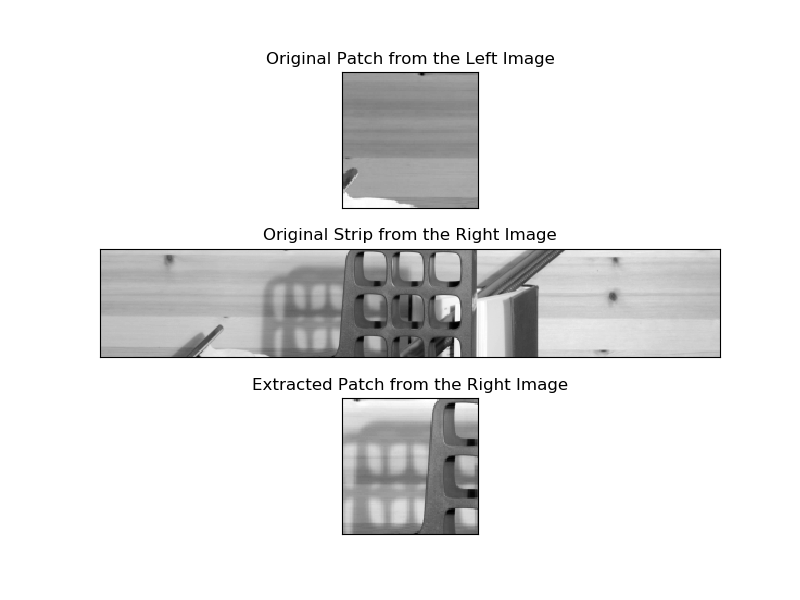 Original Patch from the Left Image
Original Strip from the Right Image
Extracted Patch from the Right Image